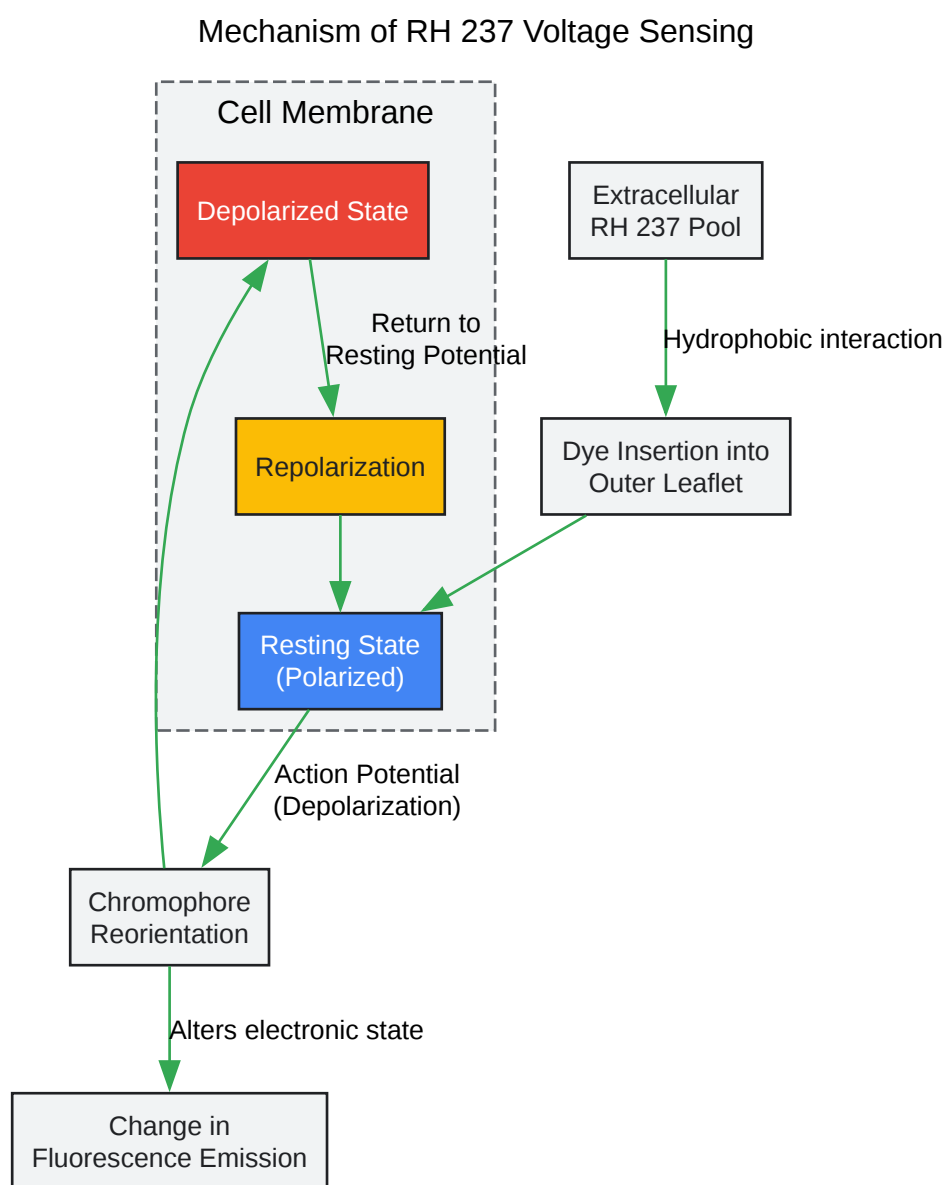 Mechanism of RH 237 Voltage Sensing
Cell Membrane
Depolarized State
Extracellular
RH 237 Pool
Return to
Resting Potential
Hydrophobic interaction
Repolarization
Dye Insertion into
Outer Leaflet
Resting State
(Polarized)
Action Potential
(Depolarization)
Chromophore
Reorientation
Alters electronic state
Change in
Fluorescence Emission